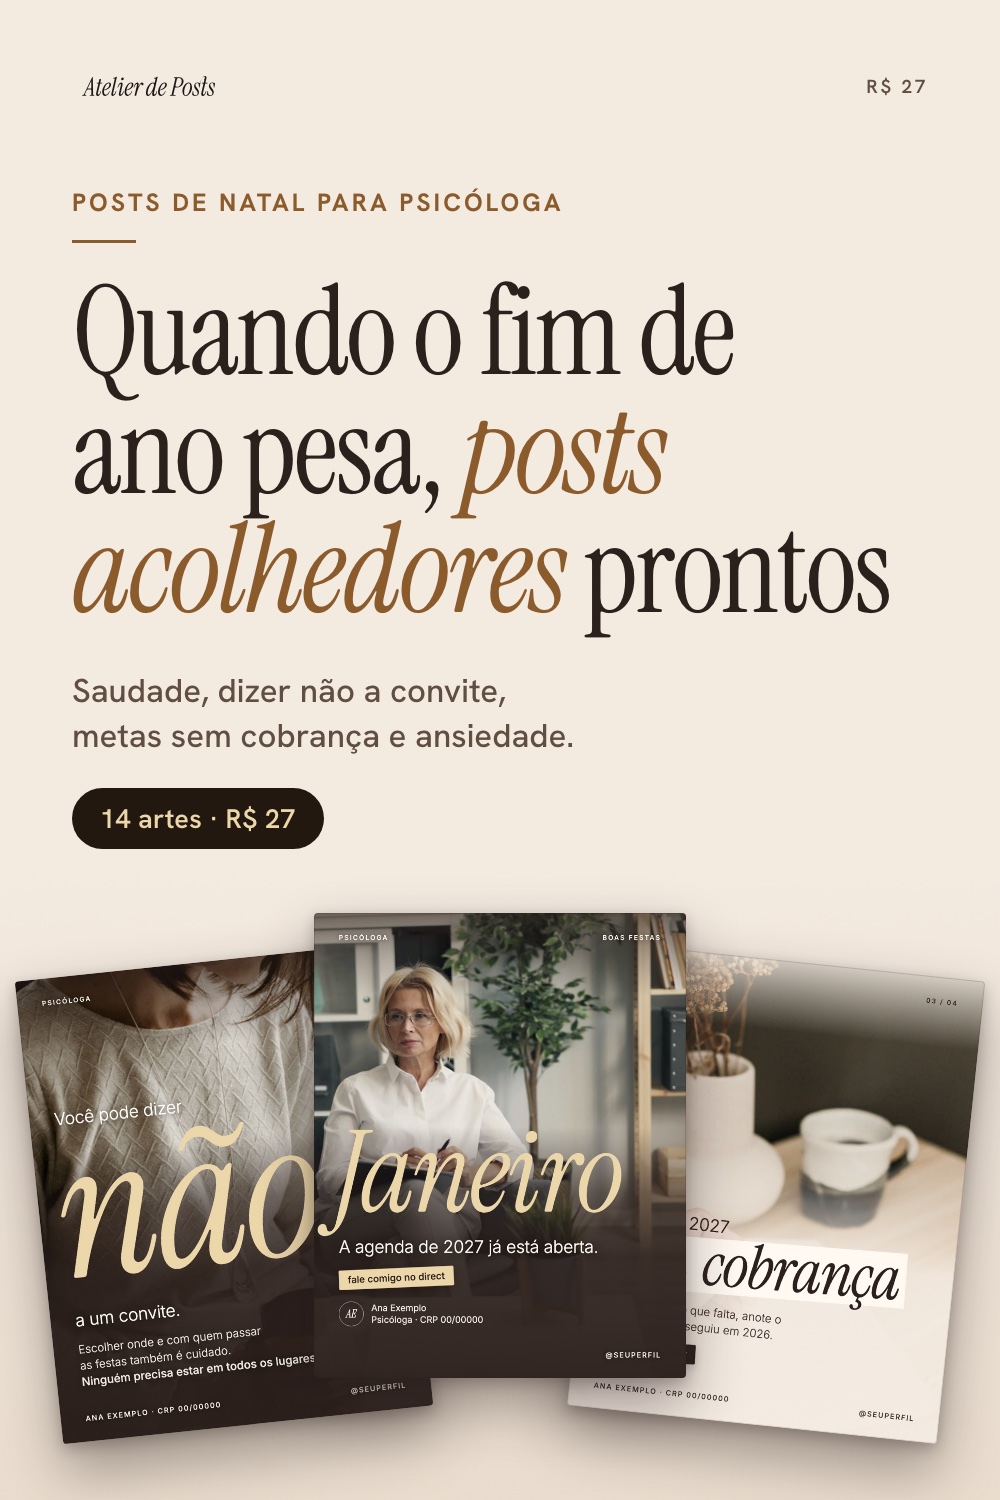 Atelier de Posts
R$ 27
POSTS DE NATAL PARA PSICÓLOGA
Quando o fim de
ano pesa, posts
acolhedores prontos
Saudade, dizer não a convite,
metas sem cobrança e ansiedade.
14 artes · R$ 27
PSICÓLOGA
Você pode dizer
não
a um convite.
Escolher onde e com quem passar
as festas também é cuidado.
Ninguém precisa estar em todos os lugares
@SEUPERFIL
ANA EXEMPLO · CRP 00/00000
PSICÓLOGA
BOAS FESTAS
Janeiro
A agenda de 2027 já está aberta.
fale comigo no direct
AE
Ana Exemplo
Psicóloga · CRP 00/00000
@SEUPERFIL
03 / 04
2027
cobrança
que falta, anote o
seguiu em 2026.
ANA EXEMPLO · CRP 00/00000
@SEUPERFIL